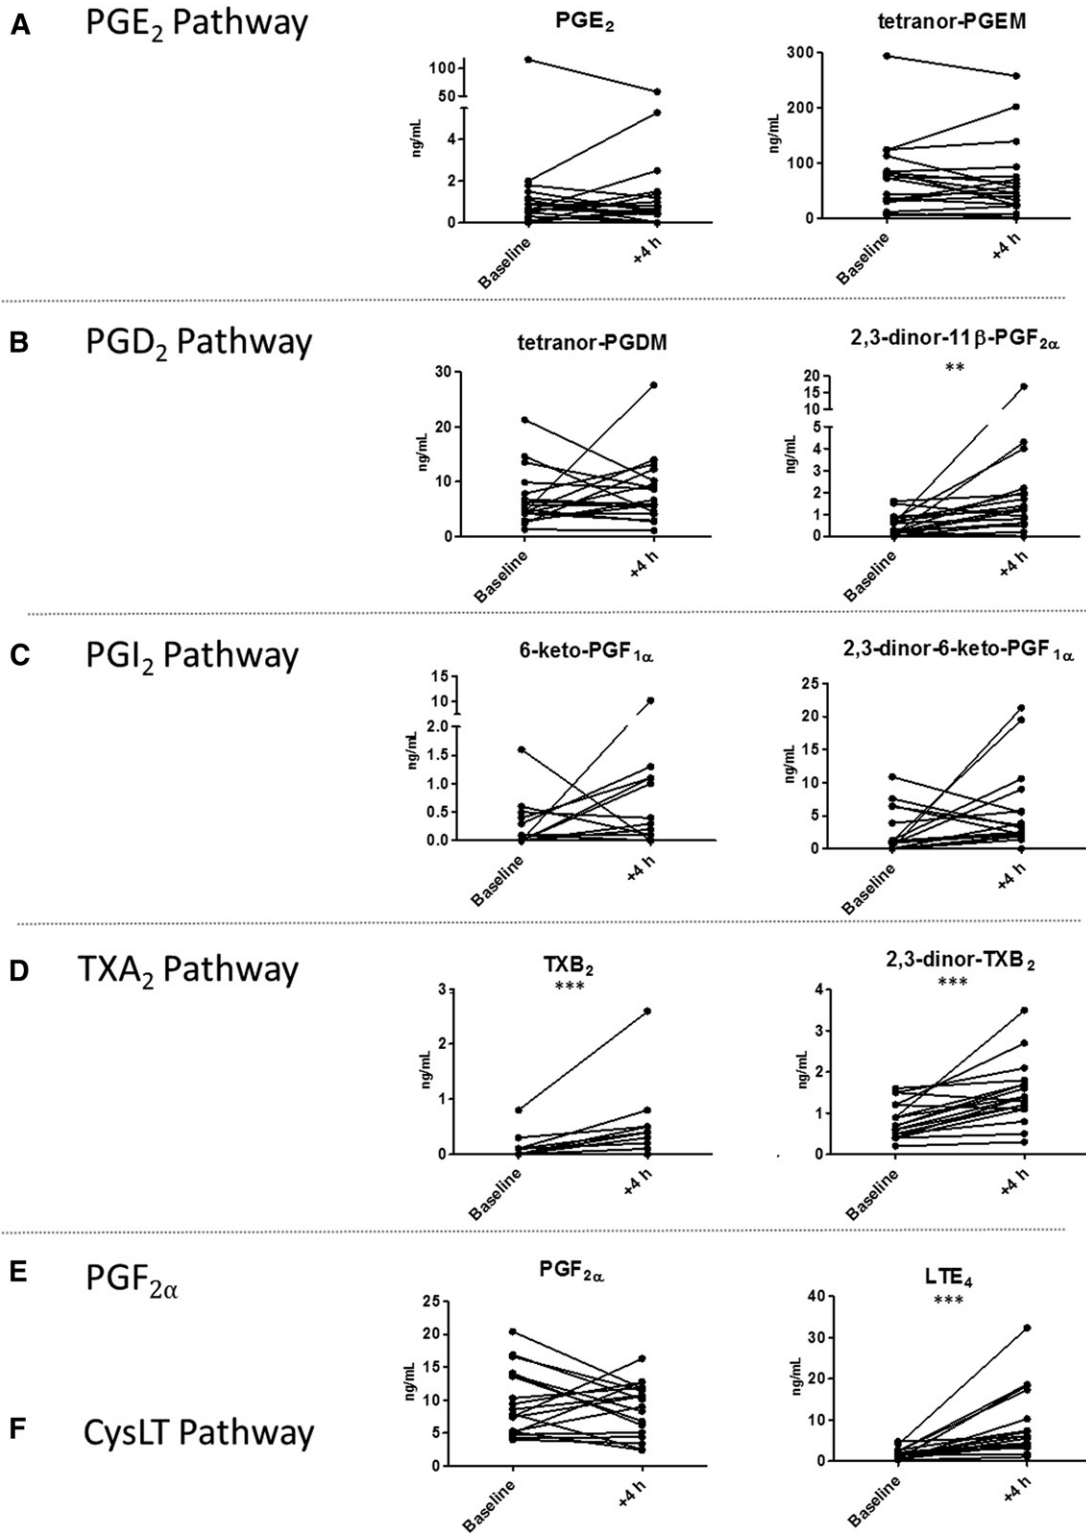 A PGE2 Pathway
PGE2
ng/mL
100
50
4
2
0
Baseline
+4 h
tetranor-PGEM
ng/mL
300
200
100
0
Baseline
+4 h
B PGD2 Pathway
tetranor-PGDM
ng/mL
30
20
10
0
Baseline
+4 h
2,3-dinor-11β-PGF2α
**
ng/mL
20
15
10
5
4
3
2
1
0
Baseline
+4 h
C PGI2 Pathway
6-keto-PGF1α
ng/mL
15
10
2.0
1.5
1.0
0.5
0.0
Baseline
+4 h
2,3-dinor-6-keto-PGF1α
ng/mL
25
20
15
10
5
0
Baseline
+4 h
D TXA2 Pathway
TXB2
***
ng/mL
3
2
1
0
Baseline
+4 h
2,3-dinor-TXB2
***
ng/mL
4
3
2
1
0
Baseline
+4 h
E PGF2α
PGF2α
ng/mL
25
20
15
10
5
0
Baseline
+4 h
F CysLT Pathway
LTE4
***
ng/mL
40
30
20
10
0
Baseline
+4 h